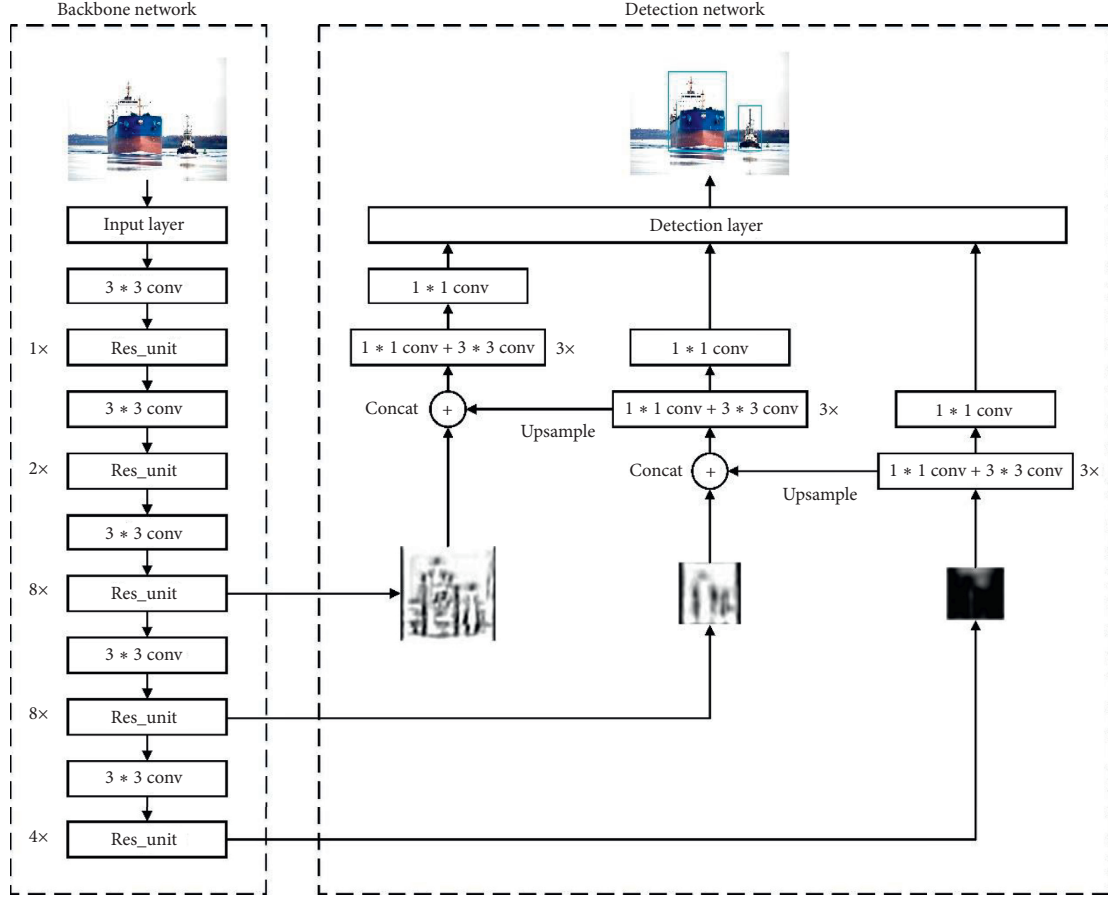 Backbone network
Detection network
Input layer
3 * 3 conv
1×
Res_unit
3 * 3 conv
2×
Res_unit
3 * 3 conv
8×
Res_unit
3 * 3 conv
8×
Res_unit
3 * 3 conv
4×
Res_unit
Detection layer
1 * 1 conv
1 * 1 conv + 3 * 3 conv
3×
Concat
+
Upsample
1 * 1 conv
1 * 1 conv + 3 * 3 conv
3×
Concat
+
Upsample
1 * 1 conv
1 * 1 conv + 3 * 3 conv
3×